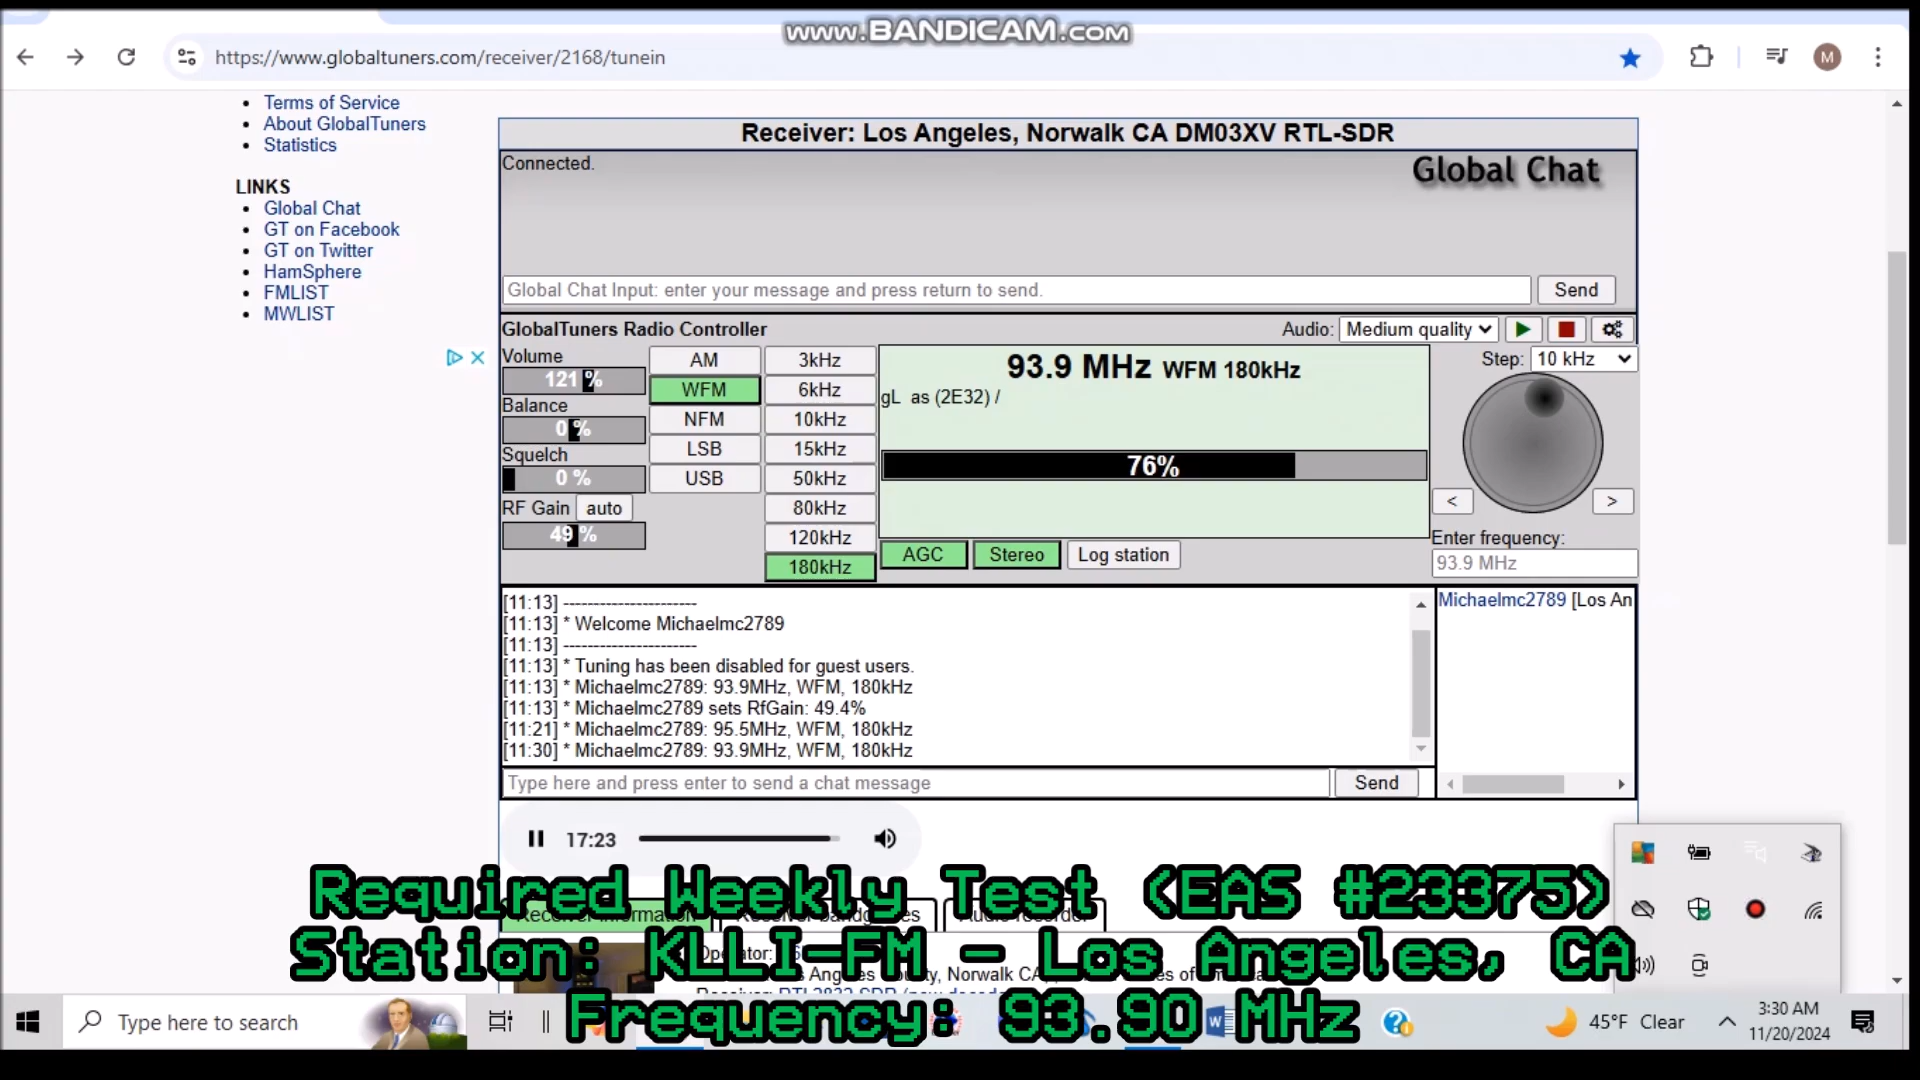 www.BANDICAM.com
https://www.globaltuners.com/receiver/2168/tunein
M
Terms of Service
About GlobalTuners
Statistics
LINKS
Global Chat
GT on Facebook
GT on Twitter
HamSphere
FMLIST
MWLIST
Receiver: Los Angeles, Norwalk CA DM03XV RTL-SDR
Connected.
Global Chat
Global Chat Input: enter your message and press return to send.
Send
GlobalTuners Radio Controller
Audio: Medium quality
Volume
121 %
Balance
0 %
Squelch
0 %
RF Gain auto
49 %
AM
WFM
NFM
LSB
USB
3kHz
6kHz
10kHz
15kHz
50kHz
80kHz
120kHz
180kHz
93.9 MHz WFM 180kHz
gL as (2E32) /
76%
AGC
Stereo
Log station
Step: 10 kHz
<
>
Enter frequency:
93.9 MHz
[11:13] ----------------------
[11:13] * Welcome Michaelmc2789
[11:13] ----------------------
[11:13] * Tuning has been disabled for guest users.
[11:13] * Michaelmc2789: 93.9MHz, WFM, 180kHz
[11:13] * Michaelmc2789 sets RfGain: 49.4%
[11:21] * Michaelmc2789: 95.5MHz, WFM, 180kHz
[11:30] * Michaelmc2789: 93.9MHz, WFM, 180kHz
Michaelmc2789 [Los An
Type here and press enter to send a chat message
Send
17:23
Required Weekly Test (EAS #23375)
Station: KLLI-FM - Los Angeles, CA
Frequency: 93.90 MHz
Type here to search
45°F Clear
3:30 AM
11/20/2024